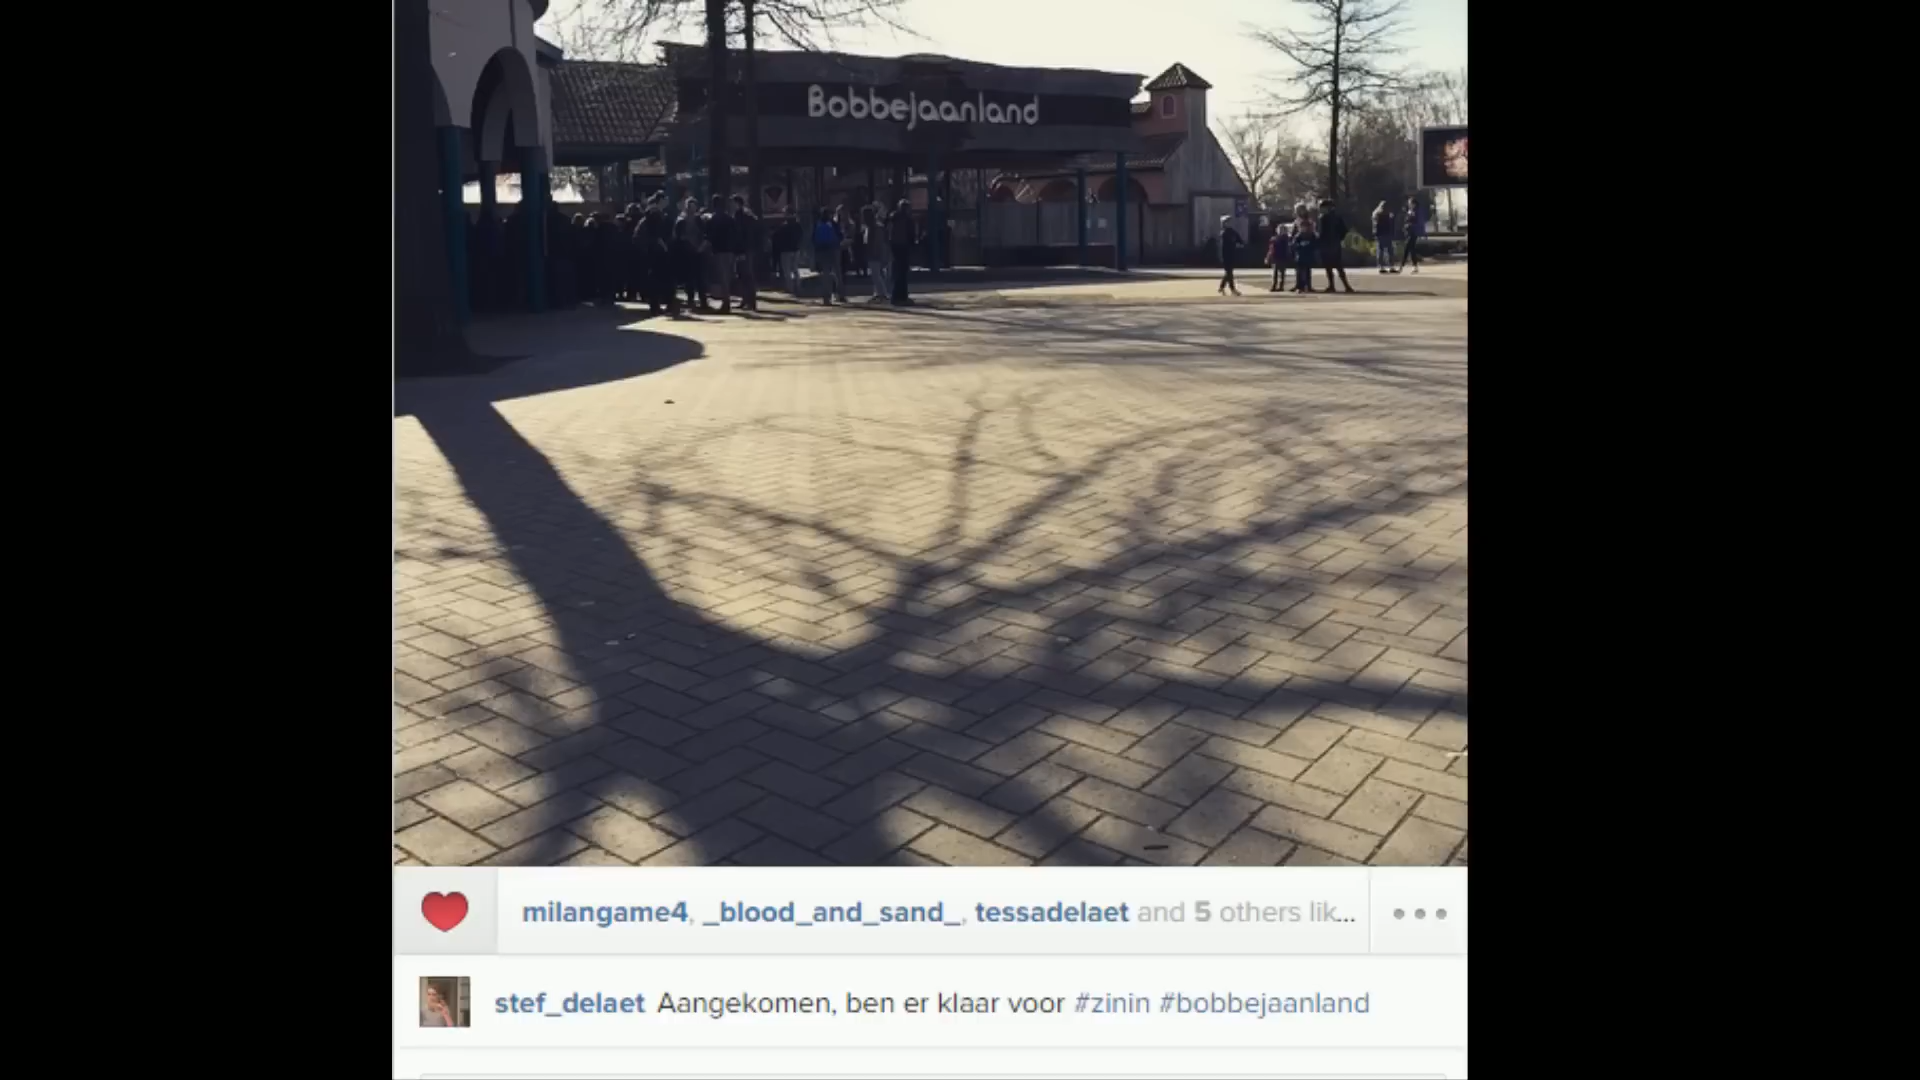 Bobbejaanland
milangame4, _blood_and_sand_, tessadelaet and 5 others lik...
stef_delaet Aangekomen, ben er klaar voor #zinin #bobbejaanland